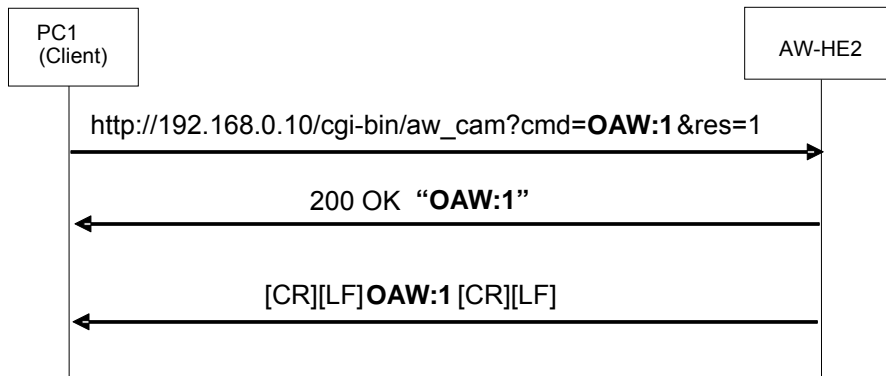 PC1
(Client)
AW-HE2
http://192.168.0.10/cgi-bin/aw_cam?cmd=OAW:1&res=1
200 OK “OAW:1”
[CR][LF]OAW:1 [CR][LF]